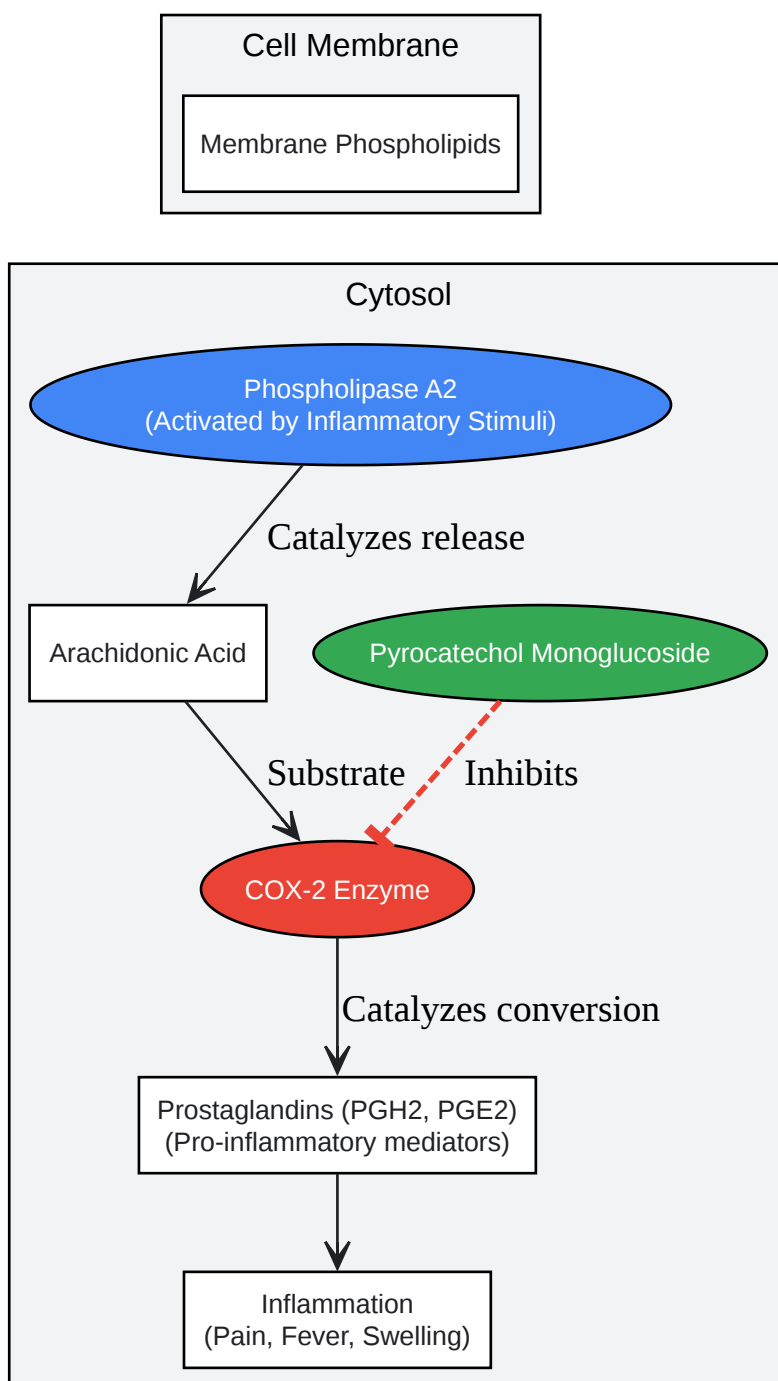 Cell Membrane
Membrane Phospholipids
Cytosol
Phospholipase A2
(Activated by Inflammatory Stimuli)
Catalyzes release
Arachidonic Acid
Pyrocatechol Monoglucoside
Substrate
Inhibits
COX-2 Enzyme
Catalyzes conversion
Prostaglandins (PGH2, PGE2)
(Pro-inflammatory mediators)
Inflammation
(Pain, Fever, Swelling)